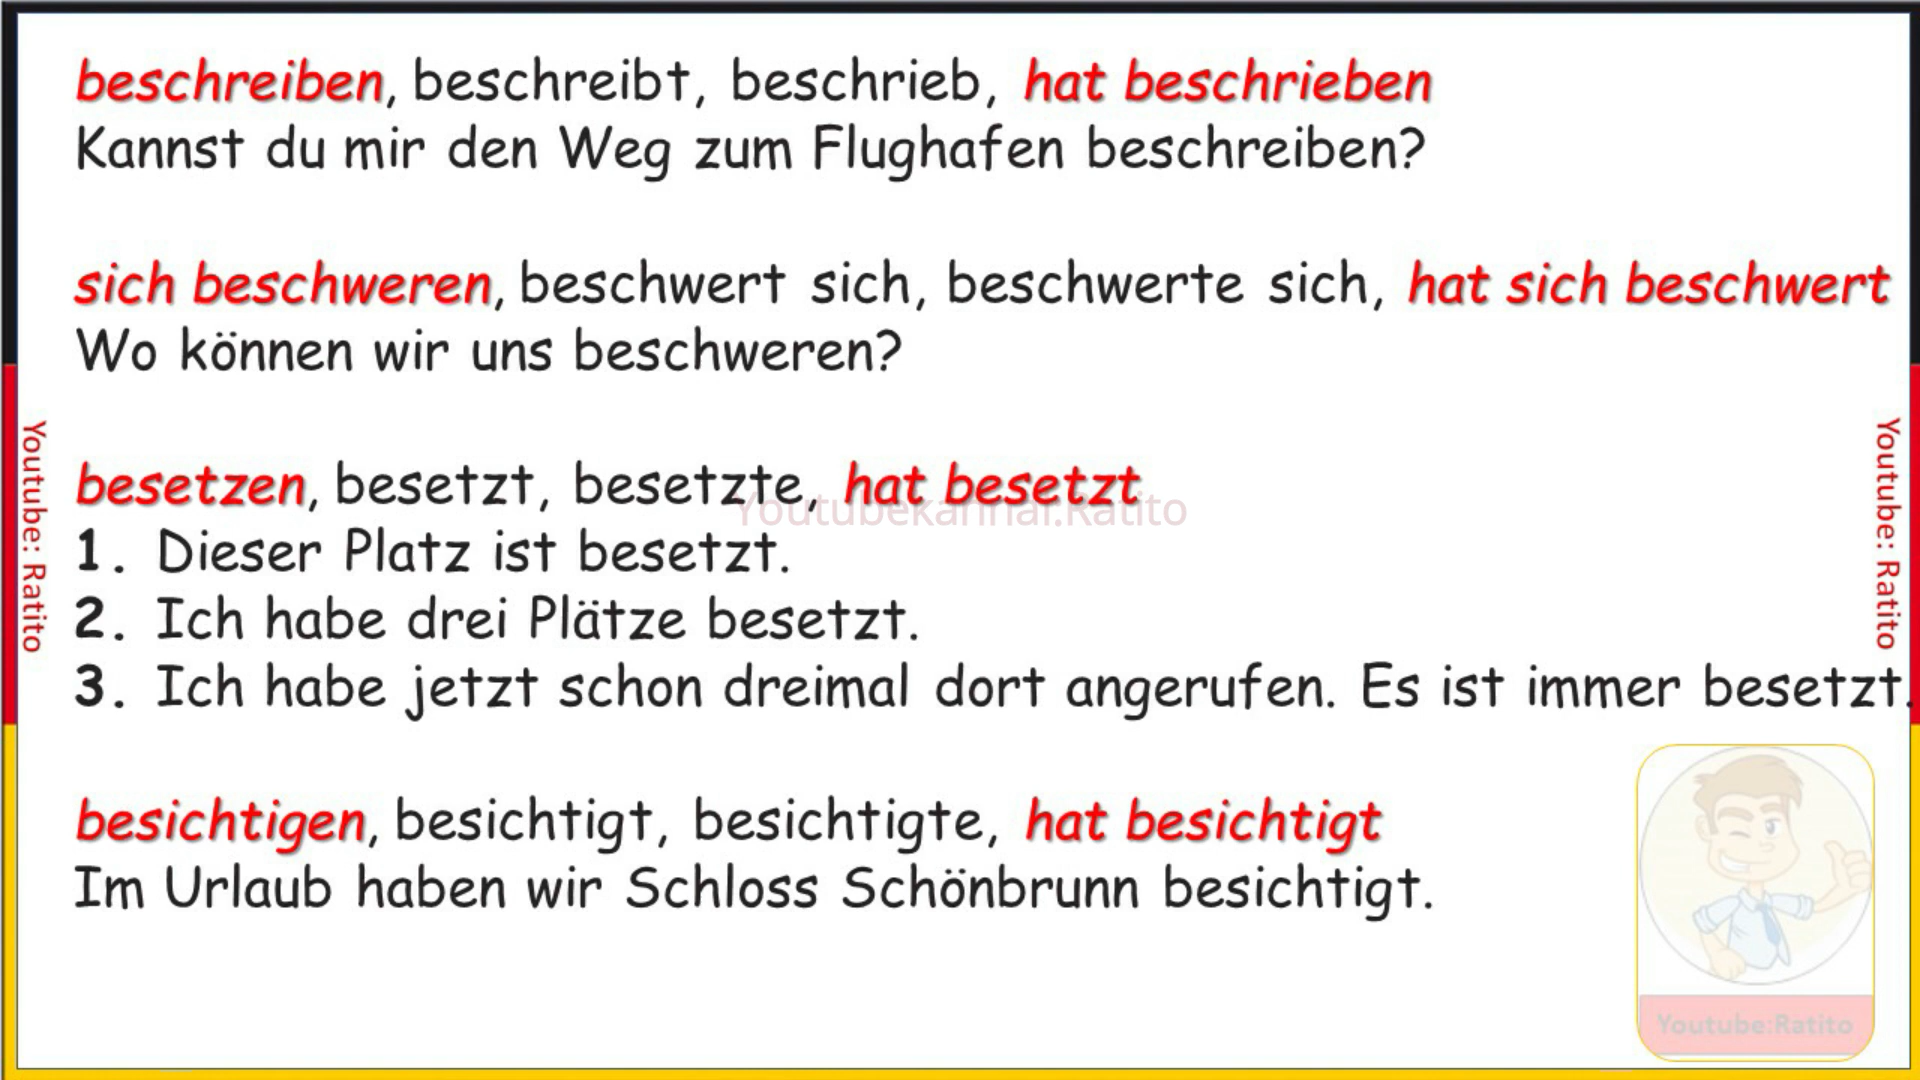 beschreiben, beschreibt, beschrieb, hat beschrieben
Kannst du mir den Weg zum Flughafen beschreiben?
sich beschweren, beschwert sich, beschwerte sich, hat sich beschwert
Wo können wir uns beschweren?
Youtube: Ratito
Youtube: Ratito
besetzen, besetzt, besetzte, hat besetzt
Youtubekannal:Ratito
1. Dieser Platz ist besetzt.
2. Ich habe drei Plätze besetzt.
3. Ich habe jetzt schon dreimal dort angerufen. Es ist immer besetzt.
besichtigen, besichtigt, besichtigte, hat besichtigt
Im Urlaub haben wir Schloss Schönbrunn besichtigt.
Youtube:Ratito